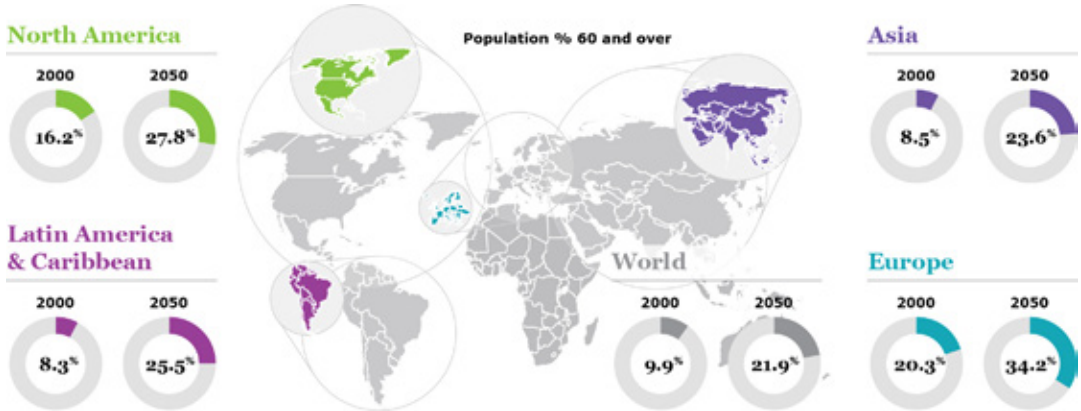 Population % 60 and over
North America
2000 2050
16.2% 27.8%
Latin America
& Caribbean
2000 2050
8.3% 25.5%
World
2000 2050
9.9% 21.9%
Asia
2000 2050
8.5% 23.6%
Europe
2000 2050
20.3% 34.2%